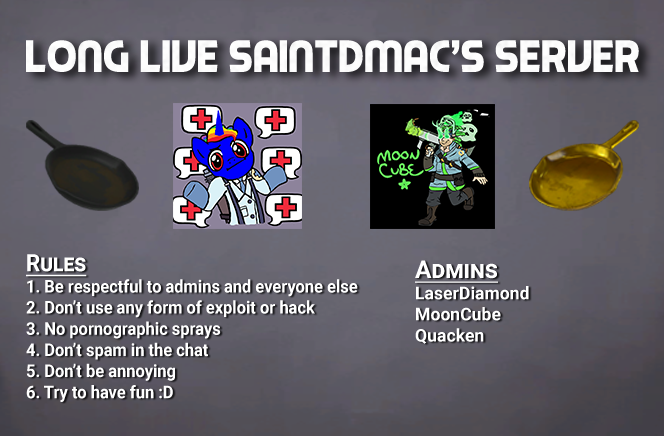 LONG LIVE SAINTDMAC'S SERVER
MOON
CUBE
RULES
1. Be respectful to admins and everyone else
2. Don't use any form of exploit or hack
3. No pornographic sprays
4. Don't spam in the chat
5. Don't be annoying
6. Try to have fun :D
ADMINS
LaserDiamond
MoonCube
Quacken